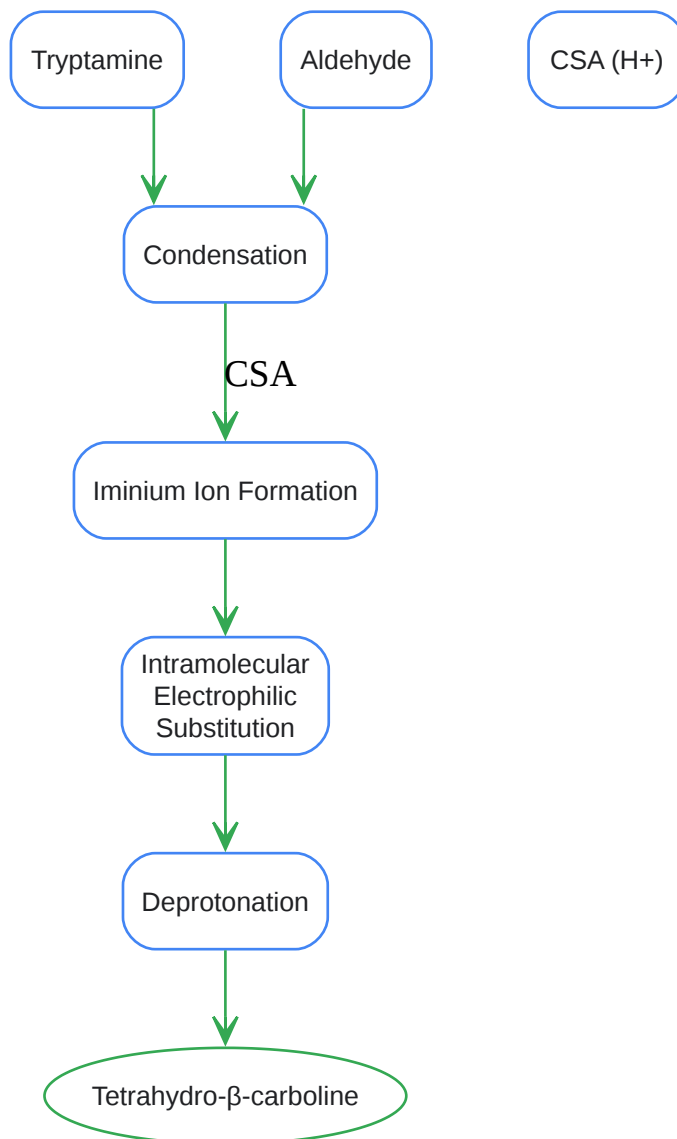 Tryptamine
Aldehyde
CSA (H+)
Condensation
CSA
Iminium Ion Formation
Intramolecular
Electrophilic
Substitution
Deprotonation
Tetrahydro-β-carboline